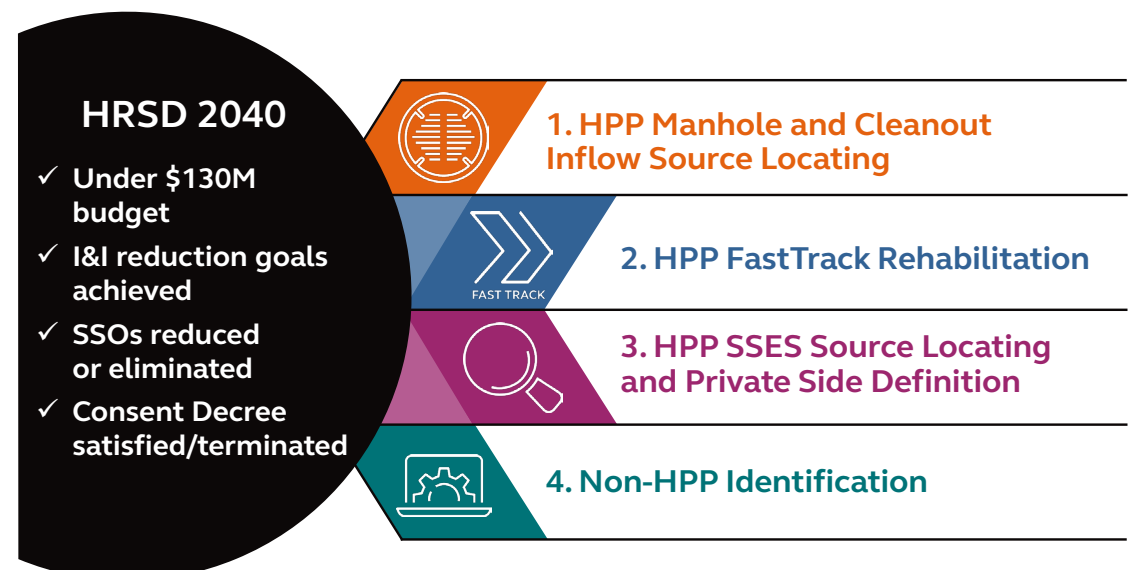 HRSD 2040
✓ Under $130M
budget
✓ I&I reduction goals
achieved
✓ SSOs reduced
or eliminated
✓ Consent Decree
satisfied/terminated
1. HPP Manhole and Cleanout
Inflow Source Locating
FAST TRACK
2. HPP FastTrack Rehabilitation
3. HPP SSES Source Locating
and Private Side Definition
4. Non-HPP Identification